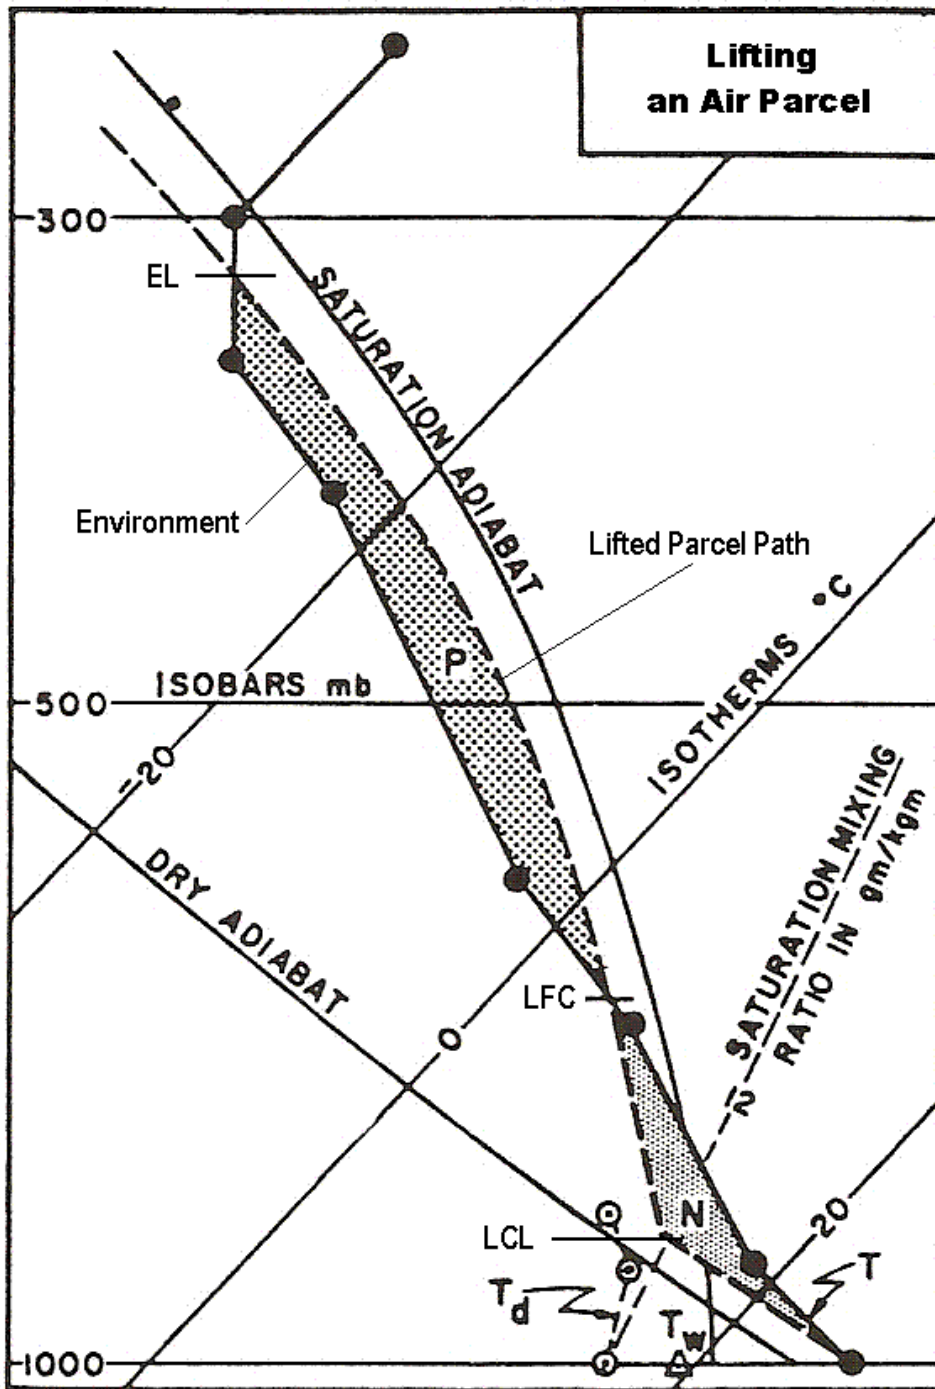 Lifting
an Air Parcel
300
EL
SATURATION ADIABAT
Environment
Lifted Parcel Path
P
ISOBARS mb
500
ISOTHERMS °C
-20
DRY ADIABAT
SATURATION MIXING
RATIO IN gm/kgm
LFC
0
2
N
20
LCL
T
Td
Tw
1000